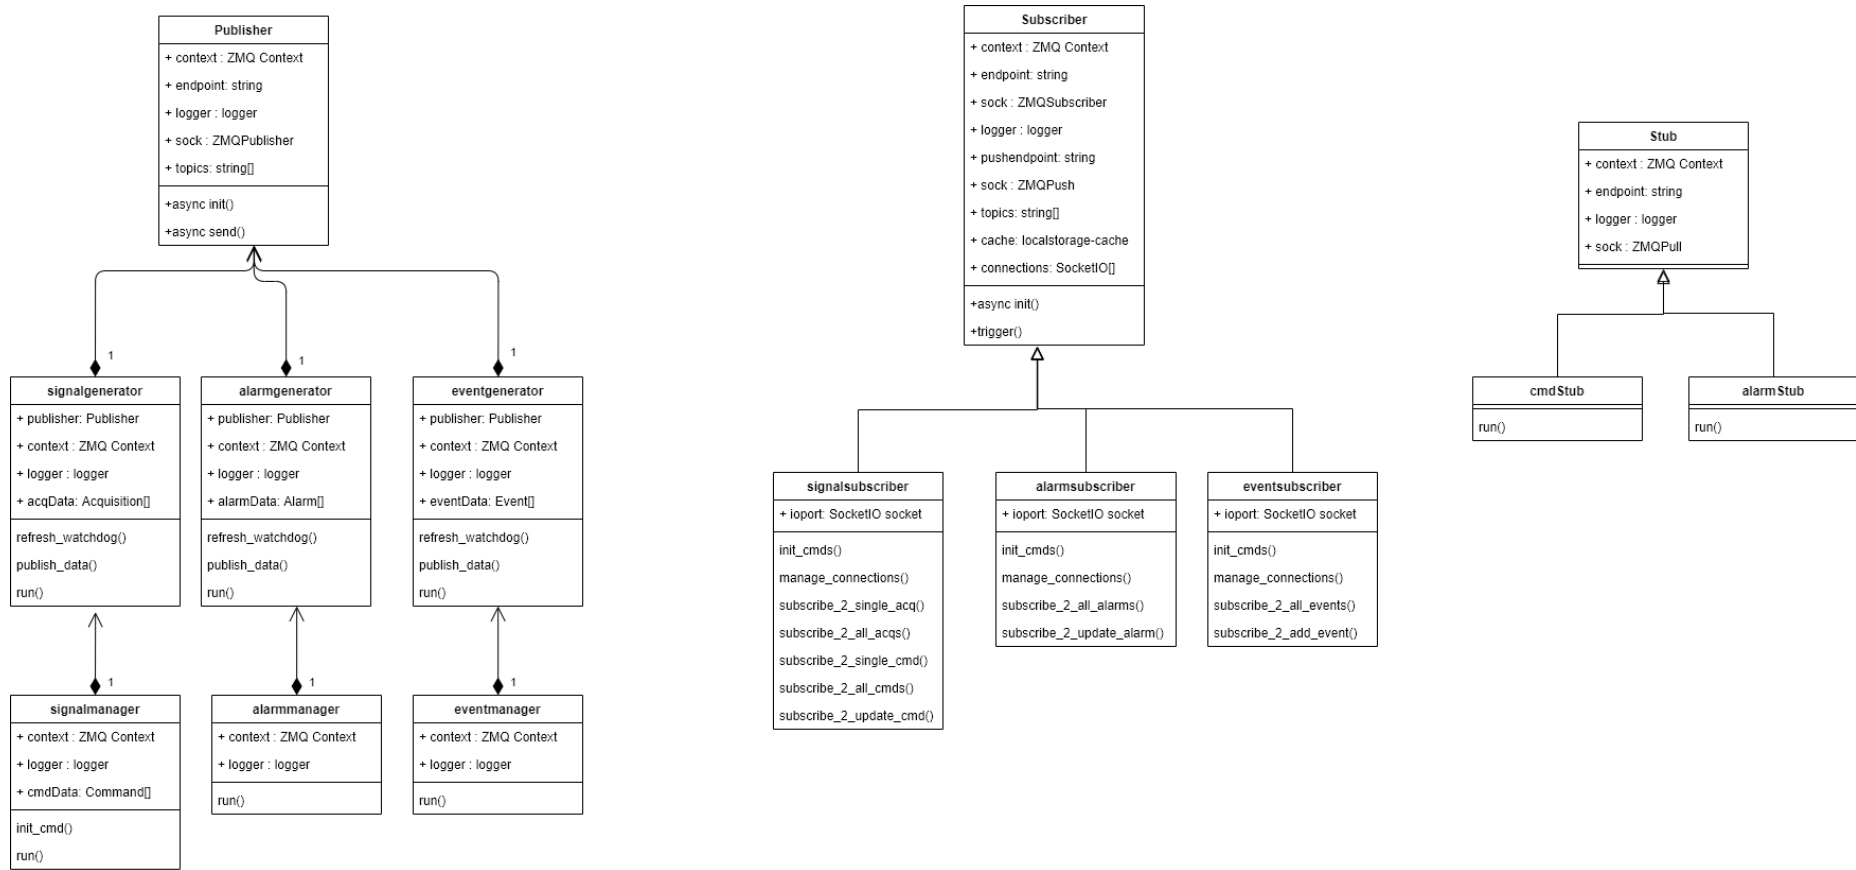 Publisher
+ context : ZMQ Context
+ endpoint: string
+ logger : logger
+ sock : ZMQPublisher
+ topics: string[]
+async init()
+async send()
1
1
1
signalgenerator
+ publisher: Publisher
+ context : ZMQ Context
+ logger : logger
+ acqData: Acquisition[]
refresh_watchdog()
publish_data()
run()
alarmgenerator
+ publisher: Publisher
+ context : ZMQ Context
+ logger : logger
+ alarmData: Alarm[]
refresh_watchdog()
publish_data()
run()
eventgenerator
+ publisher: Publisher
+ context : ZMQ Context
+ logger : logger
+ eventData: Event[]
refresh_watchdog()
publish_data()
run()
1
1
1
signalmanager
+ context : ZMQ Context
+ logger : logger
+ cmdData: Command[]
init_cmd()
run()
alarmmanager
+ context : ZMQ Context
+ logger : logger
run()
eventmanager
+ context : ZMQ Context
+ logger : logger
run()
Subscriber
+ context : ZMQ Context
+ endpoint: string
+ sock : ZMQSubscriber
+ logger : logger
+ pushendpoint: string
+ sock : ZMQPush
+ topics: string[]
+ cache: localstorage-cache
+ connections: SocketIO[]
+async init()
+trigger()
signalsubscriber
+ ioport: SocketIO socket
init_cmds()
manage_connections()
subscribe_2_single_acq()
subscribe_2_all_acqs()
subscribe_2_single_cmd()
subscribe_2_all_cmds()
subscribe_2_update_cmd()
alarmsubscriber
+ ioport: SocketIO socket
init_cmds()
manage_connections()
subscribe_2_all_alarms()
subscribe_2_update_alarm()
eventsubscriber
+ ioport: SocketIO socket
init_cmds()
manage_connections()
subscribe_2_all_events()
subscribe_2_add_event()
Stub
+ context : ZMQ Context
+ endpoint: string
+ logger : logger
+ sock : ZMQPull
cmdStub
run()
alarmStub
run()